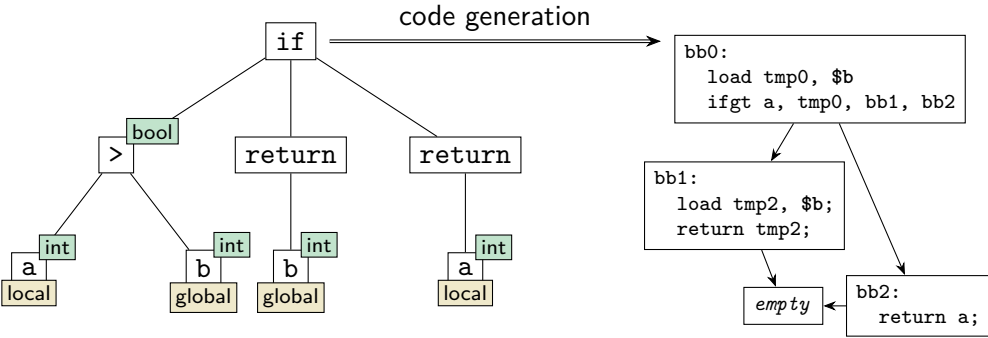 code generation
if
bool
>
return
return
int
a
local
int
b
global
int
b
global
int
a
local
bb0:
load tmp0, $b
ifgt a, tmp0, bb1, bb2
bb1:
load tmp2, $b;
return tmp2;
empty
bb2:
return a;